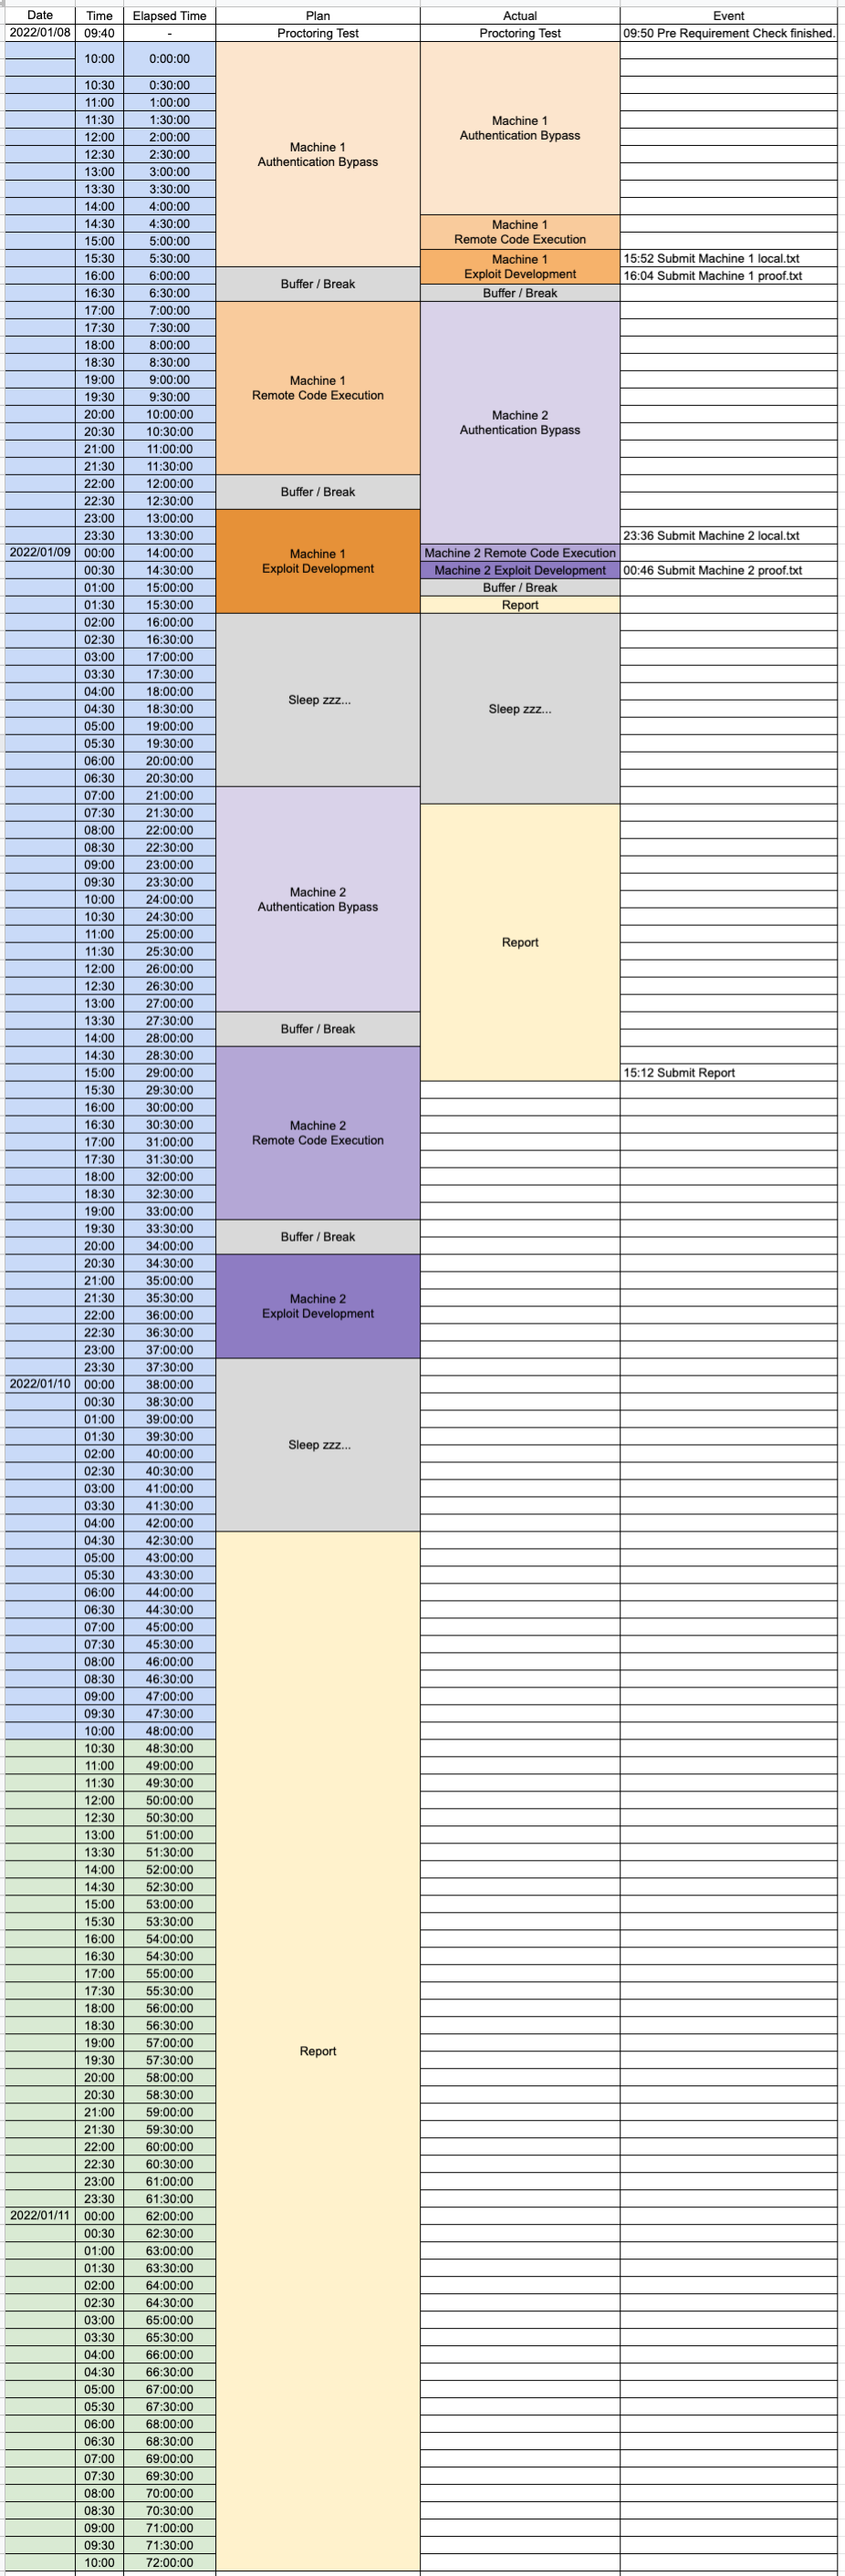 Date Time Elapsed Time Plan Actual Event
2022/01/08 09:40 - Proctoring Test Proctoring Test 09:50 Pre Requirement Check finished.
10:00 0:00:00
10:30 0:30:00
11:00 1:00:00
11:30 1:30:00 Machine 1
12:00 2:00:00 Authentication Bypass
12:30 2:30:00 Machine 1
13:00 3:00:00 Authentication Bypass
13:30 3:30:00
14:00 4:00:00
14:30 4:30:00 Machine 1
15:00 5:00:00 Remote Code Execution
15:30 5:30:00 Machine 1 15:52 Submit Machine 1 local.txt
16:00 6:00:00 Buffer / Break Exploit Development 16:04 Submit Machine 1 proof.txt
16:30 6:30:00 Buffer / Break
17:00 7:00:00
17:30 7:30:00
18:00 8:00:00
18:30 8:30:00
19:00 9:00:00 Machine 1
19:30 9:30:00 Remote Code Execution
20:00 10:00:00 Machine 2
20:30 10:30:00 Authentication Bypass
21:00 11:00:00
21:30 11:30:00
22:00 12:00:00 Buffer / Break
22:30 12:30:00
23:00 13:00:00
23:30 13:30:00 23:36 Submit Machine 2 local.txt
2022/01/09 00:00 14:00:00 Machine 1 Machine 2 Remote Code Execution
00:30 14:30:00 Exploit Development Machine 2 Exploit Development 00:46 Submit Machine 2 proof.txt
01:00 15:00:00 Buffer / Break
01:30 15:30:00 Report
02:00 16:00:00
02:30 16:30:00
03:00 17:00:00
03:30 17:30:00
04:00 18:00:00 Sleep zzz...
04:30 18:30:00 Sleep zzz...
05:00 19:00:00
05:30 19:30:00
06:00 20:00:00
06:30 20:30:00
07:00 21:00:00
07:30 21:30:00
08:00 22:00:00
08:30 22:30:00
09:00 23:00:00
09:30 23:30:00 Machine 2
10:00 24:00:00 Authentication Bypass
10:30 24:30:00
11:00 25:00:00 Report
11:30 25:30:00
12:00 26:00:00
12:30 26:30:00
13:00 27:00:00
13:30 27:30:00 Buffer / Break
14:00 28:00:00
14:30 28:30:00
15:00 29:00:00 15:12 Submit Report
15:30 29:30:00
16:00 30:00:00
16:30 30:30:00 Machine 2
17:00 31:00:00 Remote Code Execution
17:30 31:30:00
18:00 32:00:00
18:30 32:30:00
19:00 33:00:00
19:30 33:30:00 Buffer / Break
20:00 34:00:00
20:30 34:30:00
21:00 35:00:00
21:30 35:30:00 Machine 2
22:00 36:00:00 Exploit Development
22:30 36:30:00
23:00 37:00:00
23:30 37:30:00
2022/01/10 00:00 38:00:00
00:30 38:30:00
01:00 39:00:00
01:30 39:30:00 Sleep zzz...
02:00 40:00:00
02:30 40:30:00
03:00 41:00:00
03:30 41:30:00
04:00 42:00:00
04:30 42:30:00
05:00 43:00:00
05:30 43:30:00
06:00 44:00:00
06:30 44:30:00
07:00 45:00:00
07:30 45:30:00
08:00 46:00:00
08:30 46:30:00
09:00 47:00:00
09:30 47:30:00
10:00 48:00:00
10:30 48:30:00
11:00 49:00:00
11:30 49:30:00
12:00 50:00:00
12:30 50:30:00
13:00 51:00:00
13:30 51:30:00
14:00 52:00:00
14:30 52:30:00
15:00 53:00:00
15:30 53:30:00
16:00 54:00:00
16:30 54:30:00
17:00 55:00:00
17:30 55:30:00
18:00 56:00:00
18:30 56:30:00
19:00 57:00:00
19:30 57:30:00 Report
20:00 58:00:00
20:30 58:30:00
21:00 59:00:00
21:30 59:30:00
22:00 60:00:00
22:30 60:30:00
23:00 61:00:00
23:30 61:30:00
2022/01/11 00:00 62:00:00
00:30 62:30:00
01:00 63:00:00
01:30 63:30:00
02:00 64:00:00
02:30 64:30:00
03:00 65:00:00
03:30 65:30:00
04:00 66:00:00
04:30 66:30:00
05:00 67:00:00
05:30 67:30:00
06:00 68:00:00
06:30 68:30:00
07:00 69:00:00
07:30 69:30:00
08:00 70:00:00
08:30 70:30:00
09:00 71:00:00
09:30 71:30:00
10:00 72:00:00